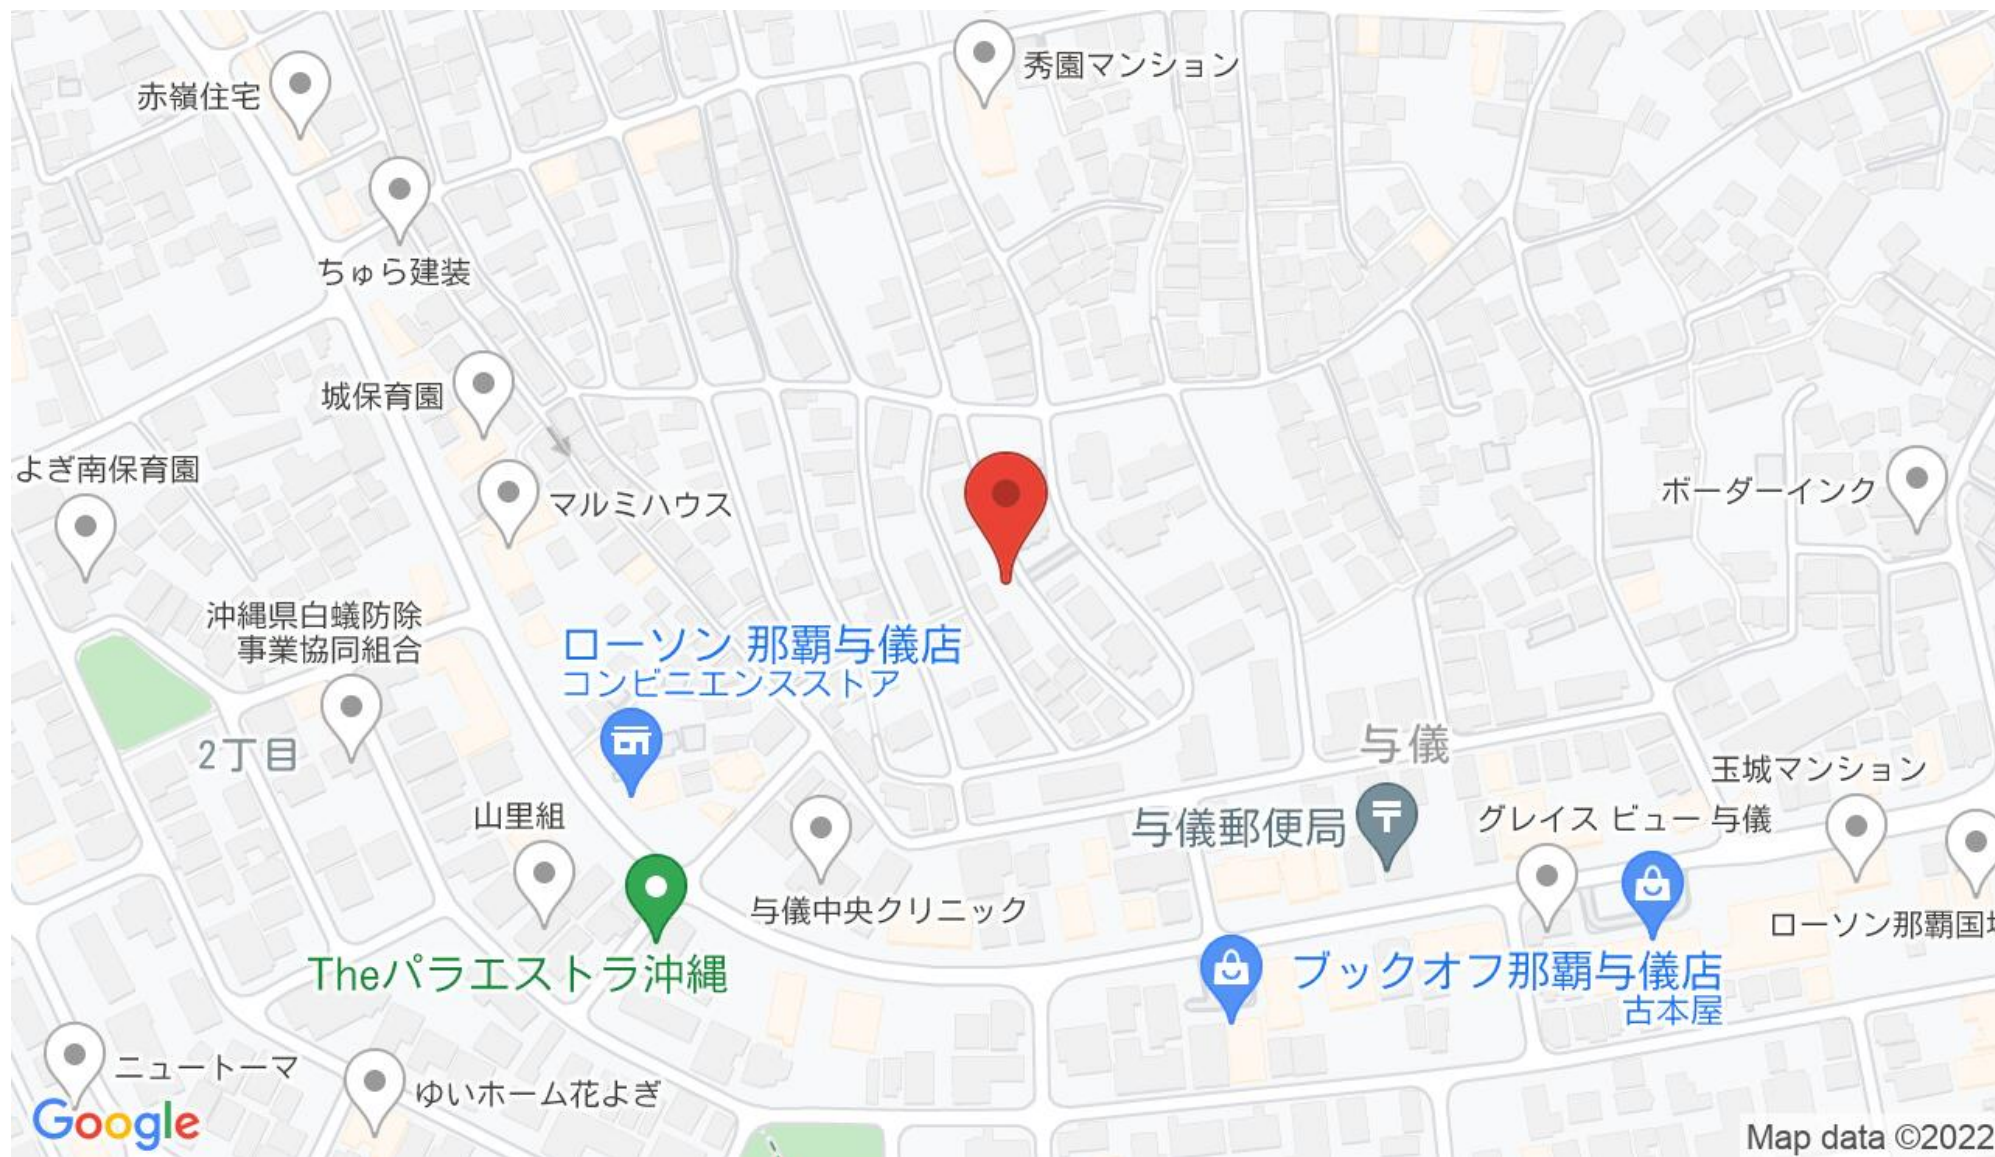 秀園マンション
赤嶺住宅
ちゅら建装
城保育園
よぎ南保育園
マルミハウス
ボーダーインク
沖縄県白蟻防除
事業協同組合
ローソン 那覇与儀店
コンビニエンスストア
2丁目
与儀
玉城マンション
山里組
与儀郵便局
グレイス ビュー 与儀
与儀中央クリニック
ローソン那覇国場
Theパラエストラ沖縄
ブックオフ那覇与儀店
古本屋
ニュートーマ
ゆいホーム花よぎ
Google
Map data ©2022